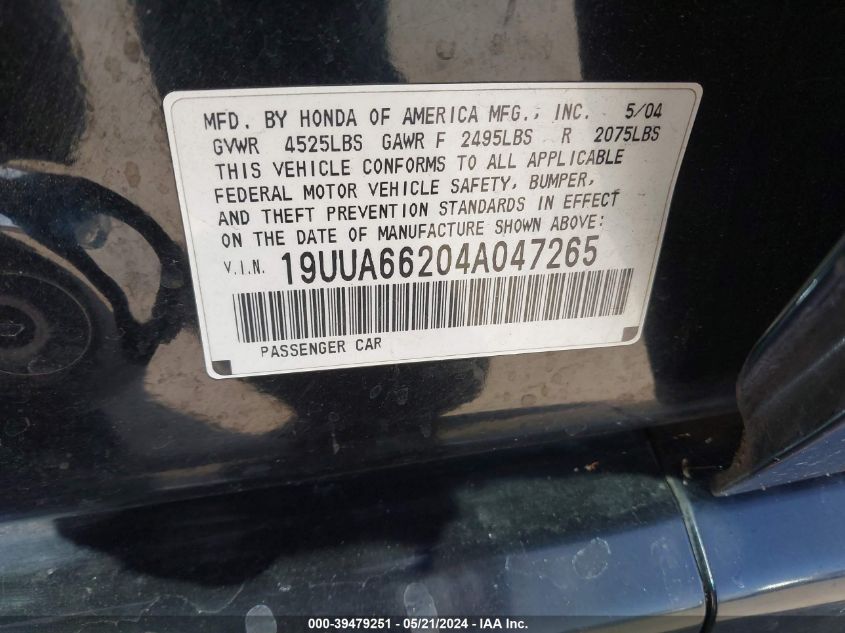 MFD. BY HONDA OF AMERICA MFG., INC. 5/04
GVWR 4525LBS GAWR F 2495LBS R 2075LBS
THIS VEHICLE CONFORMS TO ALL APPLICABLE
FEDERAL MOTOR VEHICLE SAFETY, BUMPER,
AND THEFT PREVENTION STANDARDS IN EFFECT
ON THE DATE OF MANUFACTURE SHOWN ABOVE:
V.I.N. 19UUA66204A047265
PASSENGER CAR
000-39479251 - 05/21/2024 - IAA Inc.